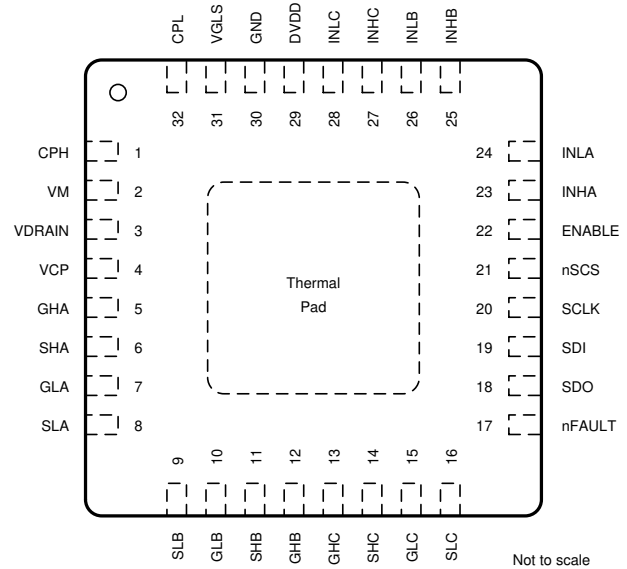 CPL VGLS GND DVDD INLC INHC INLB INHB
32 31 30 29 28 27 26 25
CPH 1 24 INLA
VM 2 23 INHA
VDRAIN 3 22 ENABLE
VCP 4 21 nSCS
GHA 5 20 SCLK
SHA 6 19 SDI
GLA 7 18 SDO
SLA 8 17 nFAULT
Thermal
Pad
9 10 11 12 13 14 15 16
SLB GLB SHB GHB GHC SHC GLC SLC
Not to scale